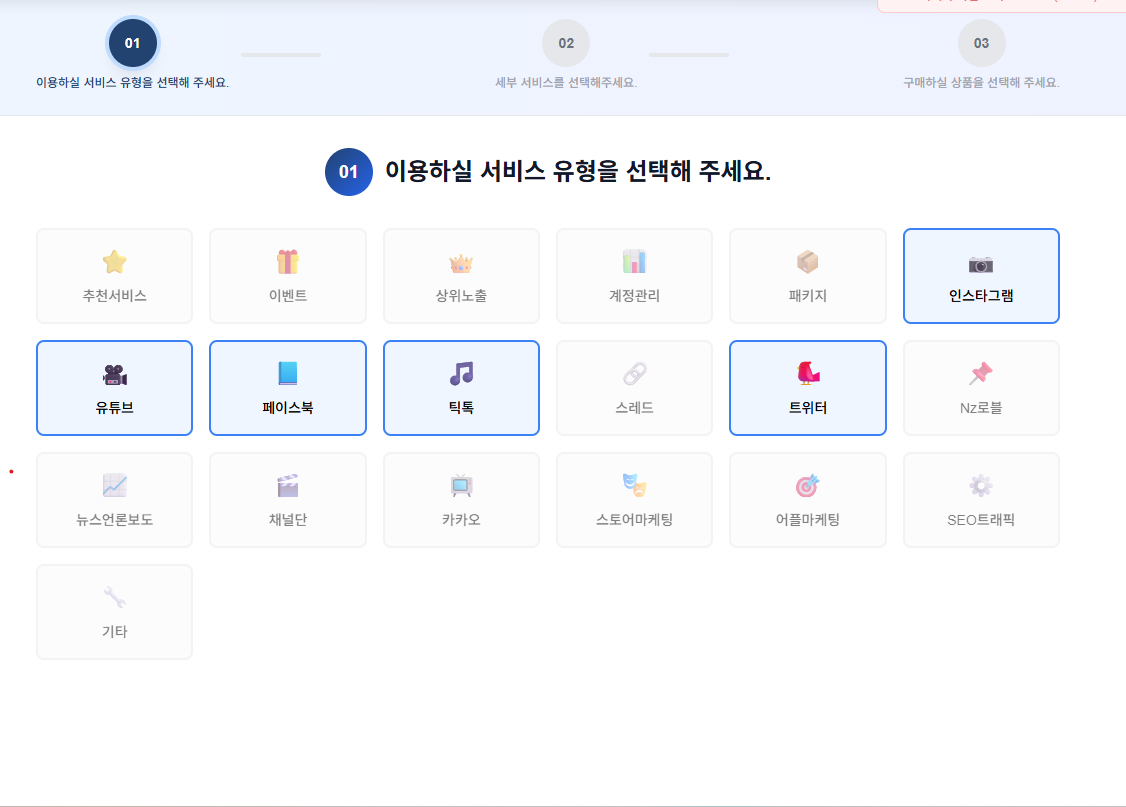 01
02
03
이용하실 서비스 유형을 선택해 주세요.
세부 서비스를 선택해주세요.
구매하실 상품을 선택해 주세요.
01 이용하실 서비스 유형을 선택해 주세요.
추천서비스
이벤트
상위노출
계정관리
패키지
인스타그램
유튜브
페이스북
틱톡
스레드
트위터
Nz로블
뉴스언론보도
채널단
카카오
스토어마케팅
어플마케팅
SEO트래픽
기타